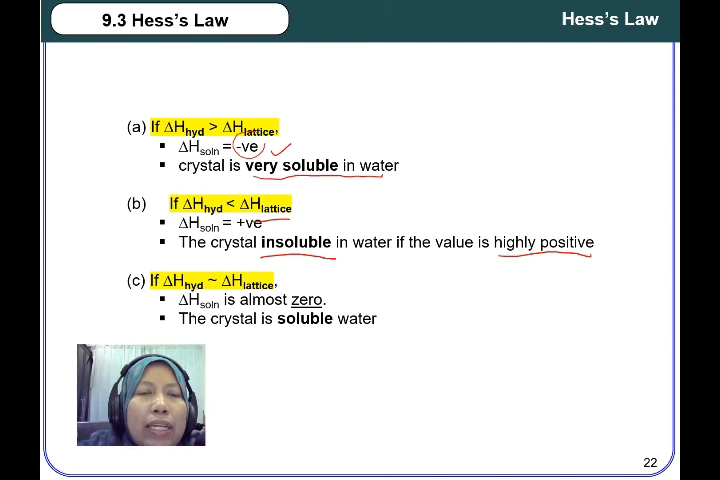 9.3 Hess's Law
Hess's Law
(a) If ΔHhyd > ΔHlattice,
▪ ΔHsoln = -ve
▪ crystal is very soluble in water
(b) If ΔHhyd < ΔHlattice
▪ ΔHsoln = +ve
▪ The crystal insoluble in water if the value is highly positive
(c) If ΔHhyd ~ ΔHlattice,
▪ ΔHsoln is almost zero.
▪ The crystal is soluble water
22